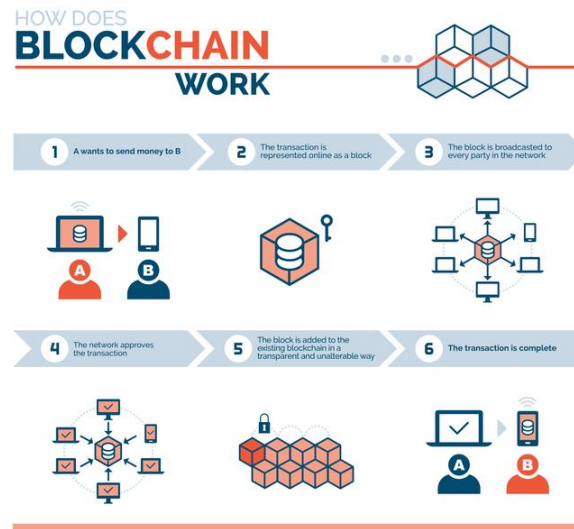 HOW DOES
BLOCKCHAIN
WORK
1 A wants to send money to B
2 The transaction is
represented online as a block
3 The block is broadcasted to
every party in the network
A B
4 The network approves
the transaction
5 The block is added to the
existing blockchain in a
transparent and unalterable way
6 The transaction is complete
A B